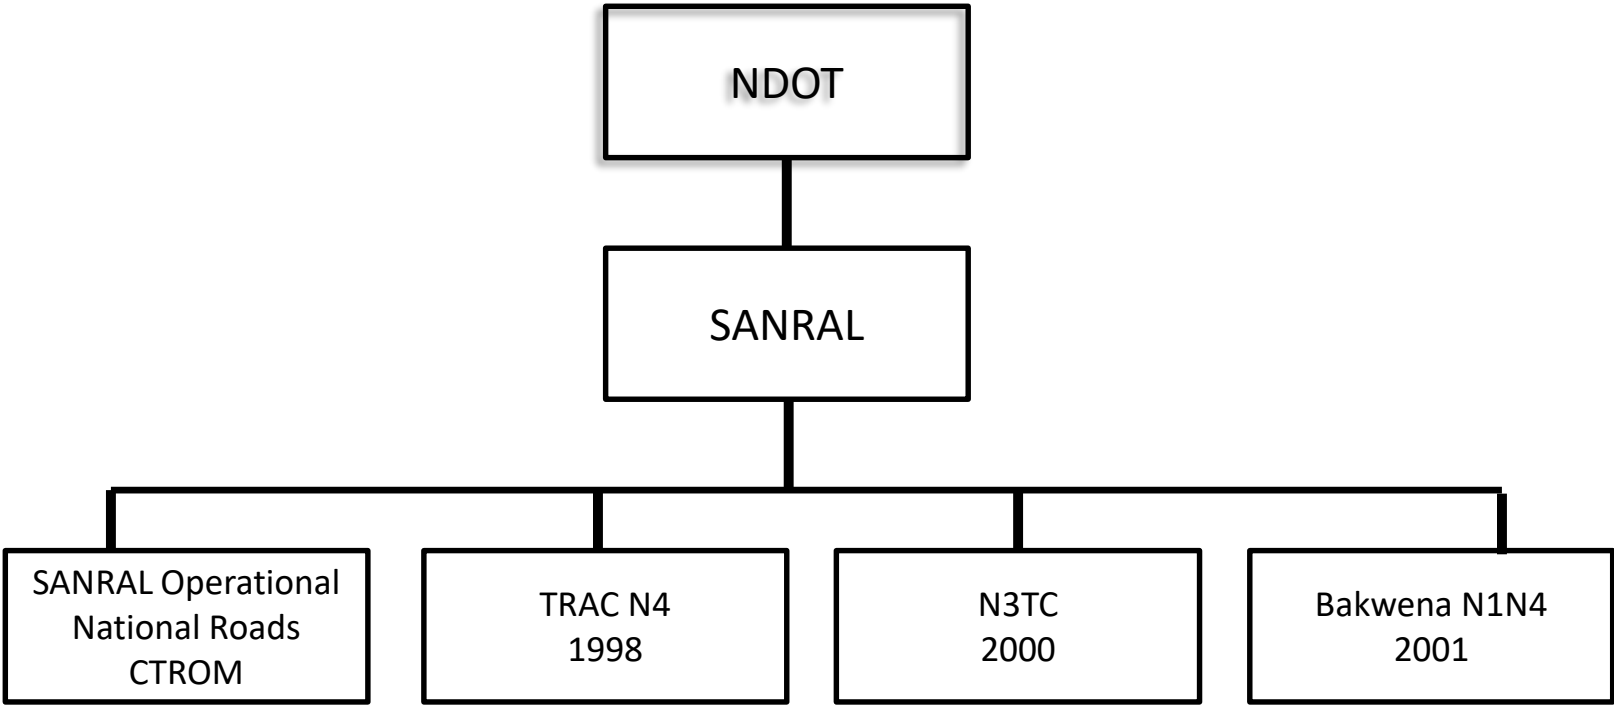 NDOT
SANRAL
SANRAL Operational
National Roads
CTROM
TRAC N4
1998
N3TC
2000
Bakwena N1N4
2001